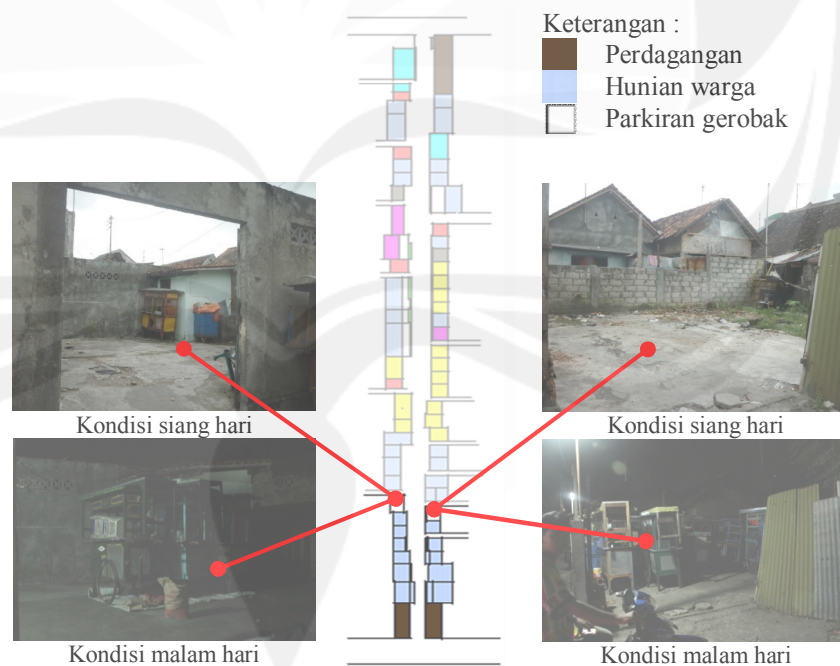 Keterangan :
Perdagangan
Hunian warga
Parkiran gerobak
Kondisi siang hari
Kondisi siang hari
Kondisi malam hari
Kondisi malam hari